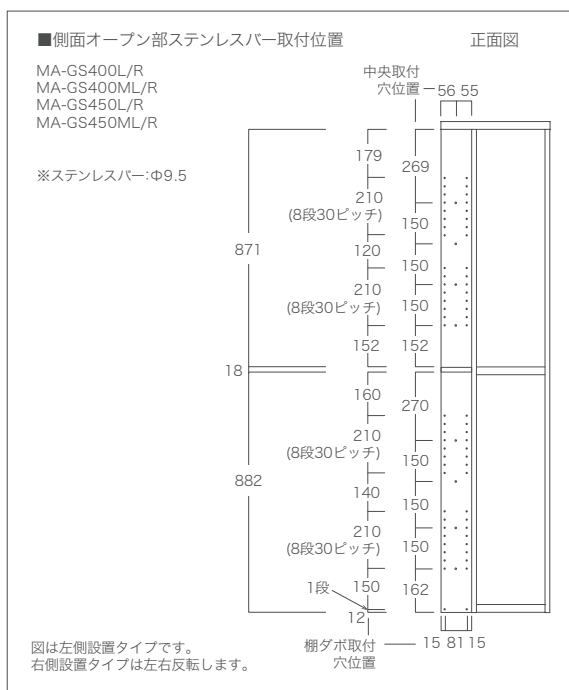 ■側面オープン部ステンレスバー取付位置
正面図
MA-GS400L/R
MA-GS400ML/R
MA-GS450L/R
MA-GS450ML/R
※ステンレスバー:Φ9.5
中央取付
穴位置
56 55
179
269
210
(8段30ピッチ)
150
871
120
150
210
(8段30ピッチ)
150
152
152
18
160
270
210
(8段30ピッチ)
150
882
140
150
210
(8段30ピッチ)
150
1段
150
162
12
棚ダボ取付
穴位置
15 81 15
図は左側設置タイプです。
右側設置タイプは左右反転します。